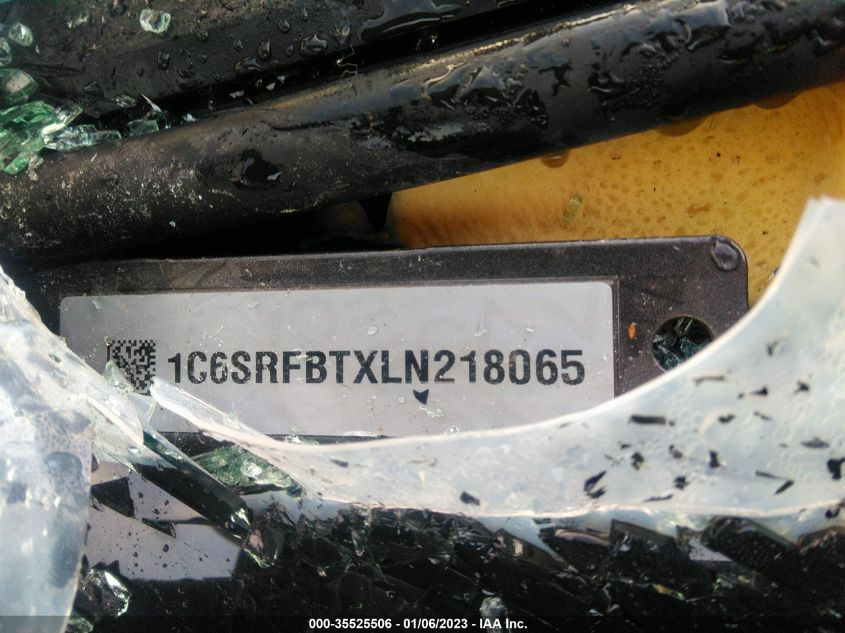 1C6SRFBTXLN218065
000-35525506 - 01/06/2023 - IAA Inc.